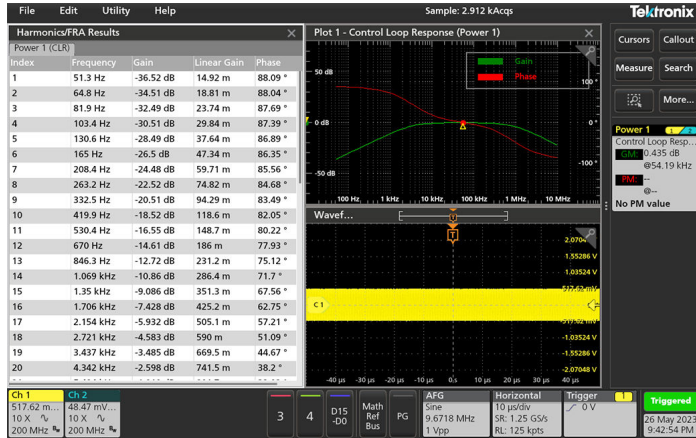 File Edit Utility Help Sample: 2.912 kAcqs Tektronix
Harmonics/FRA Results
Power 1 (CLR)
Index Frequency Gain Linear Gain Phase
1 51.3 Hz -36.52 dB 14.92 m 88.09 °
2 64.8 Hz -34.51 dB 18.81 m 88.04 °
3 81.9 Hz -32.49 dB 23.74 m 87.69 °
4 103.4 Hz -30.51 dB 29.84 m 87.39 °
5 130.6 Hz -28.49 dB 37.64 m 86.89 °
6 165 Hz -26.5 dB 47.34 m 86.35 °
7 208.4 Hz -24.48 dB 59.71 m 85.56 °
8 263.2 Hz -22.52 dB 74.82 m 84.68 °
9 332.5 Hz -20.51 dB 94.29 m 83.49 °
10 419.9 Hz -18.52 dB 118.6 m 82.05 °
11 530.4 Hz -16.55 dB 148.7 m 80.22 °
12 670 Hz -14.61 dB 186 m 77.93 °
13 846.3 Hz -12.72 dB 231.2 m 75.12 °
14 1.069 kHz -10.86 dB 286.4 m 71.7 °
15 1.35 kHz -9.086 dB 351.3 m 67.56 °
16 1.706 kHz -7.428 dB 425.2 m 62.75 °
17 2.154 kHz -5.932 dB 505.1 m 57.21 °
18 2.721 kHz -4.583 dB 590 m 51.09 °
19 3.437 kHz -3.485 dB 669.5 m 44.67 °
20 4.342 kHz -2.598 dB 741.5 m 38.2 °
Plot 1 - Control Loop Response (Power 1)
Gain
Phase
50 dB
100 °
0 dB
0 °
-100 °
-50 dB
100 Hz 1 kHz 10 kHz 100 kHz 1 MHz 10 MHz
Wavef...
T
2.0704
1.55286 V
1.03524 V
517.62 mV
C1
-517.62 mV
-1.03524 V
-1.55286 V
-2.07048 V
-40 µs -30 µs -20 µs -10 µs 0s 10 µs 20 µs 30 µs 40 µs
Cursors Callout
Measure Search
More...
Power 1 1 2
Control Loop Resp...
GM: 0.435 dB
@54.19 kHz
PM: --
@--
No PM value
Ch 1
517.62 m...
10 X
200 MHz
Ch 2
48.47 mV...
10 X
200 MHz
3
4
D15
-D0
Math
Ref
Bus
PG
AFG
Sine
9.6718 MHz
1 Vpp
Horizontal
10 µs/div
SR: 1.25 GS/s
RL: 125 kpts
Trigger 1
0 V
Triggered
26 May 2023
9:42:54 PM